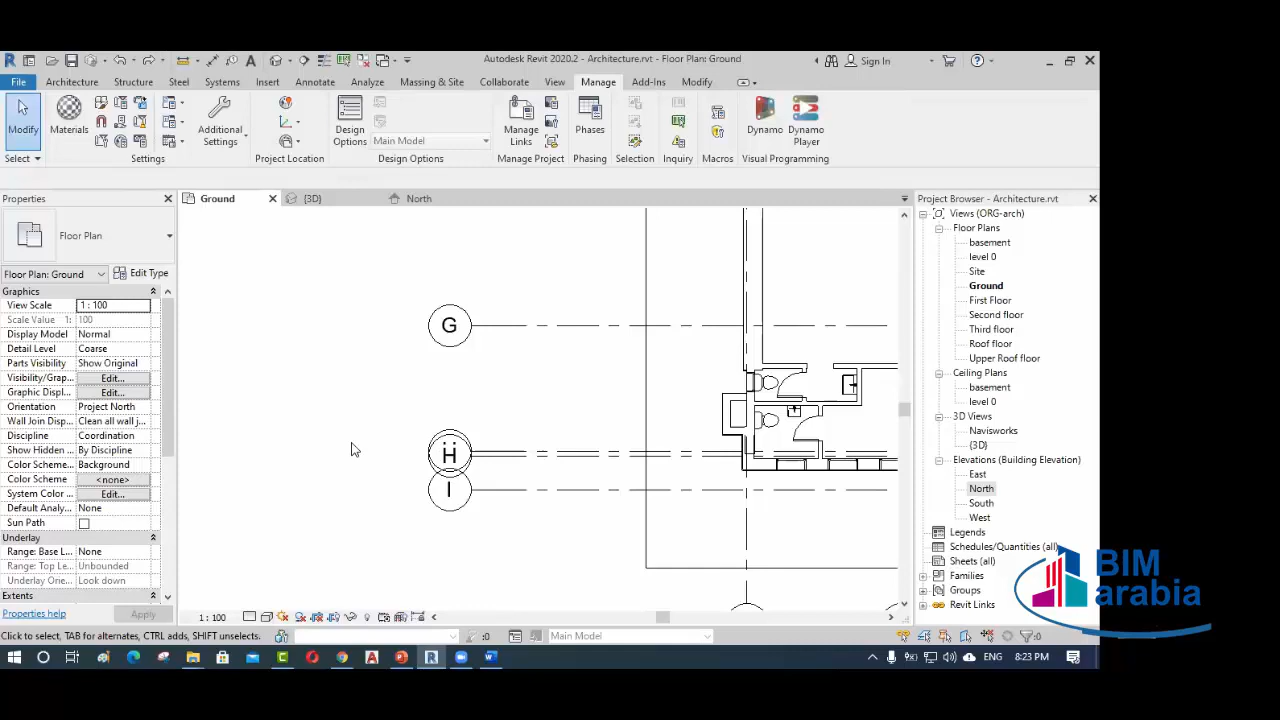 Autodesk Revit 2020.2 - Architecture.rvt - Floor Plan: Ground
Sign In
File Architecture Structure Steel Systems Insert Annotate Analyze Massing & Site Collaborate View Manage Add-Ins Modify
Modify
Materials
Additional
Settings
Design
Options
Main Model
Manage
Links
Phases
Dynamo
Dynamo
Player
Select Settings Project Location Design Options Manage Project Phasing Selection Inquiry Macros Visual Programming
Properties
Floor Plan
Floor Plan: Ground
Edit Type
Graphics
View Scale 1 : 100
Scale Value 1: 100
Display Model Normal
Detail Level Coarse
Parts Visibility Show Original
Visibility/Grap... Edit...
Graphic Displ... Edit...
Orientation Project North
Wall Join Disp... Clean all wall j...
Discipline Coordination
Show Hidden ... By Discipline
Color Scheme... Background
Color Scheme <none>
System Color ... Edit...
Default Analy... None
Sun Path
Underlay
Range: Base L... None
Range: Top Le... Unbounded
Underlay Orie... Look down
Extents
Properties help
Apply
Ground
{3D}
North
G
H
I
1 : 100
Project Browser - Architecture.rvt
Views (ORG-arch)
Floor Plans
basement
level 0
Site
Ground
First Floor
Second floor
Third floor
Roof floor
Upper Roof floor
Ceiling Plans
basement
level 0
3D Views
Navisworks
{3D}
Elevations (Building Elevation)
East
North
South
West
Legends
Schedules/Quantities (all)
Sheets (all)
Families
Groups
Revit Links
BIM
arabia
Click to select, TAB for alternates, CTRL adds, SHIFT unselects.
:0
Main Model
:0
ENG
8:23 PM